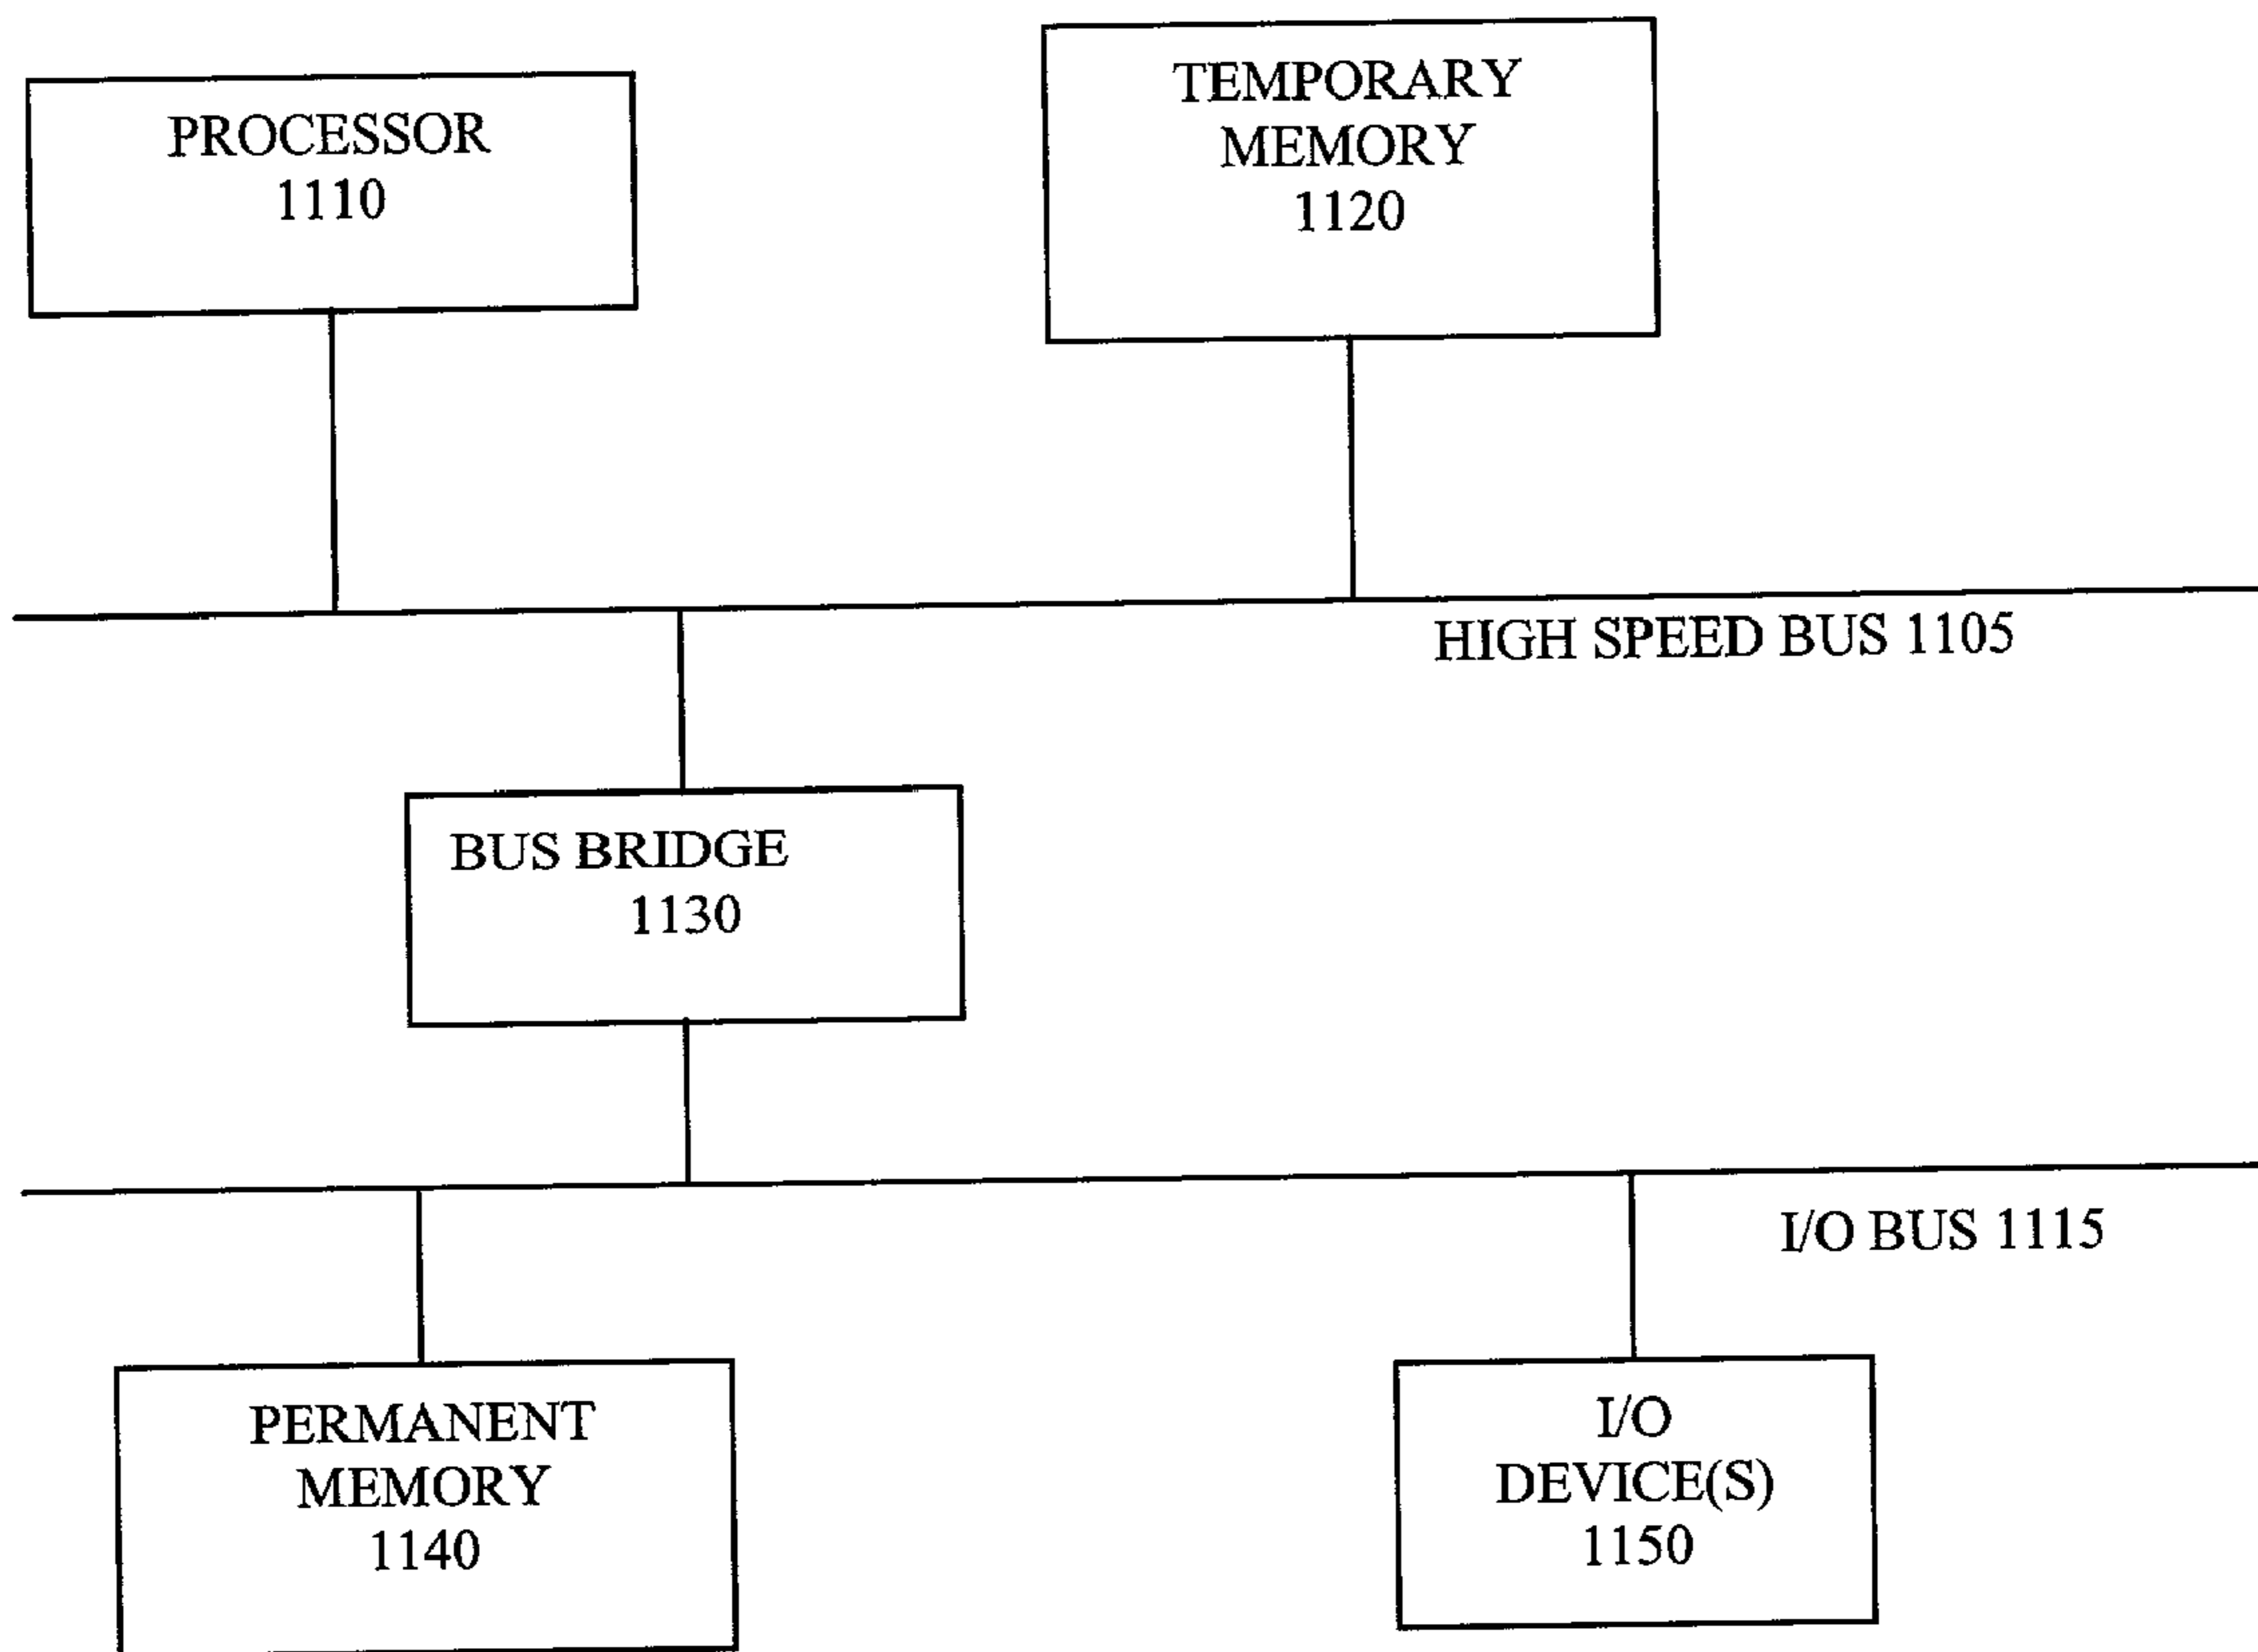 PROCESSOR
1110
TEMPORARY
MEMORY
1120
HIGH SPEED BUS 1105
BUS BRIDGE
1130
I/O BUS 1115
PERMANENT
MEMORY
1140
I/O
DEVICE(S)
1150